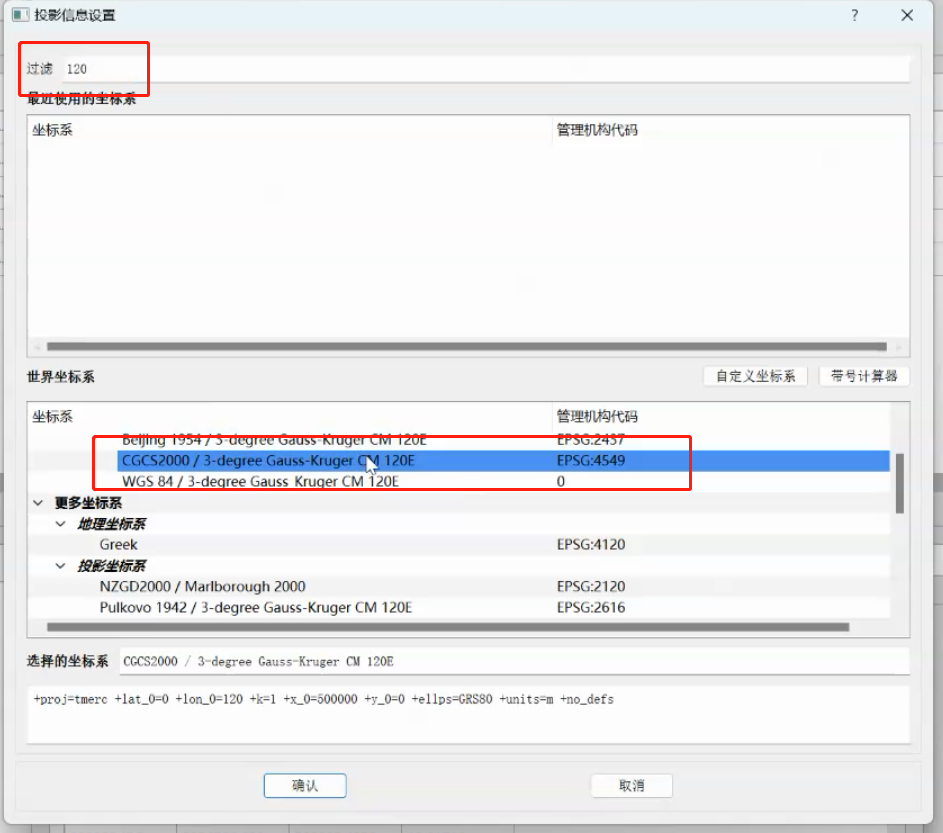 投影信息设置
?
过滤 120
最近使用的坐标系
坐标系 管理机构代码
世界坐标系 自定义坐标系 带号计算器
坐标系 管理机构代码
Beijing 1954 / 3-degree Gauss-Kruger CM 120E EPSG:2437
CGCS2000 / 3-degree Gauss-Kruger CM 120E EPSG:4549
WGS 84 / 3-degree Gauss Kruger CM 120E 0
更多坐标系
地理坐标系
Greek EPSG:4120
投影坐标系
NZGD2000 / Marlborough 2000 EPSG:2120
Pulkovo 1942 / 3-degree Gauss-Kruger CM 120E EPSG:2616
选择的坐标系 CGCS2000 / 3-degree Gauss-Kruger CM 120E
+proj=tmerc +lat_0=0 +lon_0=120 +k=1 +x_0=500000 +y_0=0 +ellps=GRS80 +units=m +no_defs
确认 取消